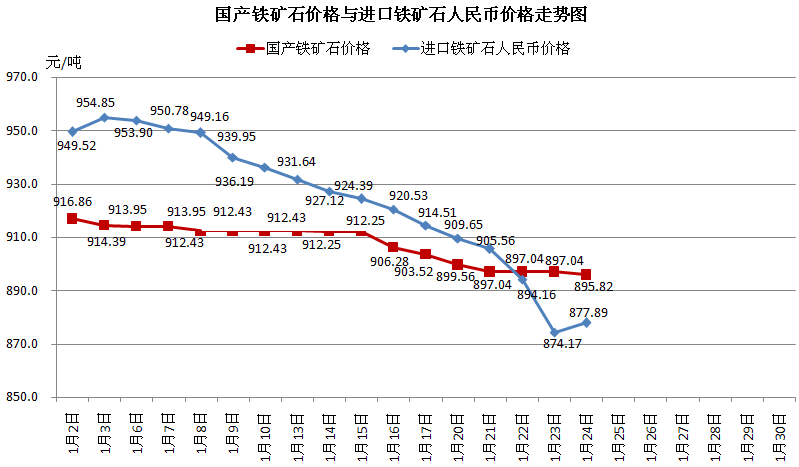 国产铁矿石价格与进口铁矿石人民币价格走势图
国产铁矿石价格 进口铁矿石人民币价格
元/吨
970.0
950.0
930.0
910.0
890.0
870.0
850.0
949.52
954.85
953.90
950.78
949.16
939.95
936.19
931.64
927.12
924.39
920.53
914.51
909.65
905.56
894.16
874.17
877.89
916.86
914.39
913.95
913.95
912.43
912.43
912.43
912.43
912.25
912.25
906.28
903.52
899.56
897.04
897.04
897.04
895.82
1月2日
1月3日
1月6日
1月7日
1月8日
1月9日
1月10日
1月13日
1月14日
1月15日
1月16日
1月17日
1月20日
1月21日
1月22日
1月23日
1月24日
1月25日
1月26日
1月27日
1月28日
1月29日
1月30日